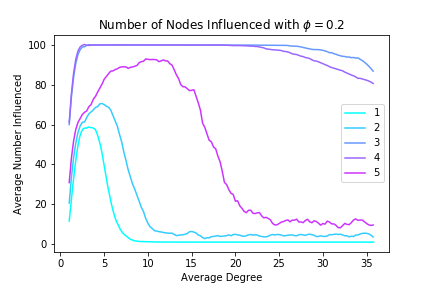 Number of Nodes Influenced with ϕ = 0.2
Average Number Influenced
100
80
60
40
20
0
1
2
3
4
5
0 5 10 15 20 25 30 35
Average Degree